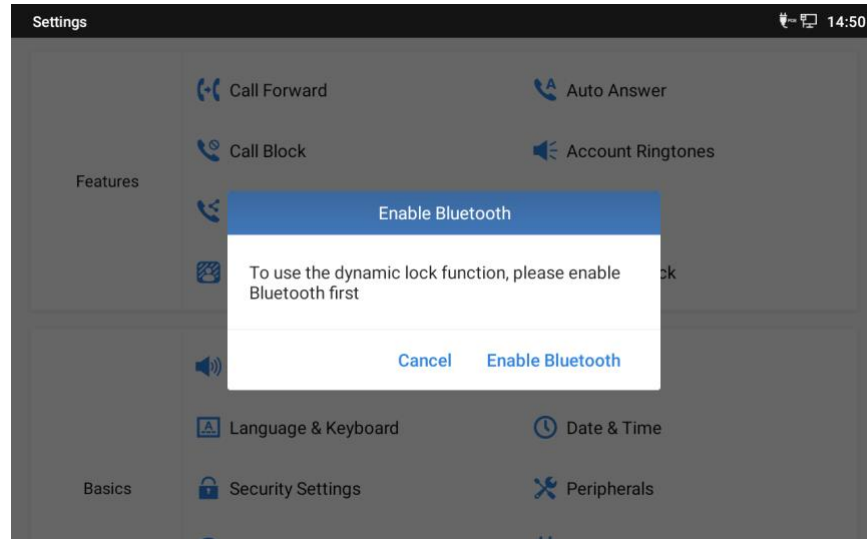 Settings
14:50
Call Forward
Auto Answer
Call Block
Account Ringtones
Features
Enable Bluetooth
To use the dynamic lock function, please enable
Bluetooth first
Cancel
Enable Bluetooth
Language & Keyboard
Date & Time
Basics
Security Settings
Peripherals